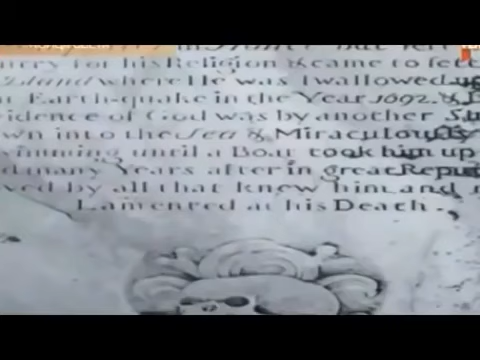 in France but left
untry for his Religion & came to sett
Island where He was swallowed up
Earth-quake in the Year 1692. &
vidence of God was by another S
own into the Sea & Miraculously
imming until a Boat took him up
many Years after in great Repu
ved by all that knew him and
Lamented at his Death.